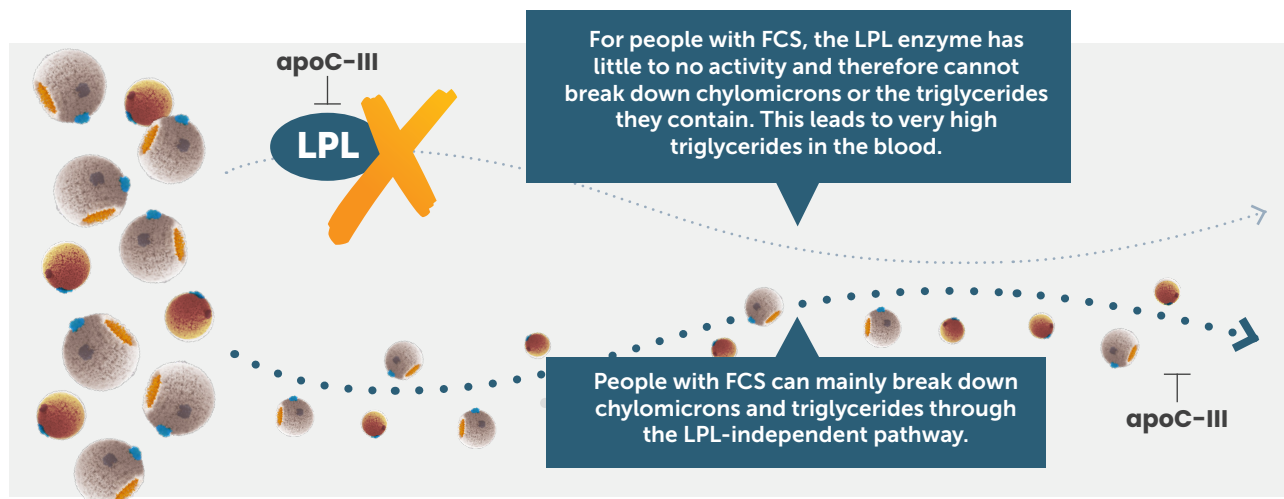 apoC-III
LPL
For people with FCS, the LPL enzyme has
little to no activity and therefore cannot
break down chylomicrons or the triglycerides
they contain. This leads to very high
triglycerides in the blood.
People with FCS can mainly break down
chylomicrons and triglycerides through
the LPL-independent pathway.
apoC-III